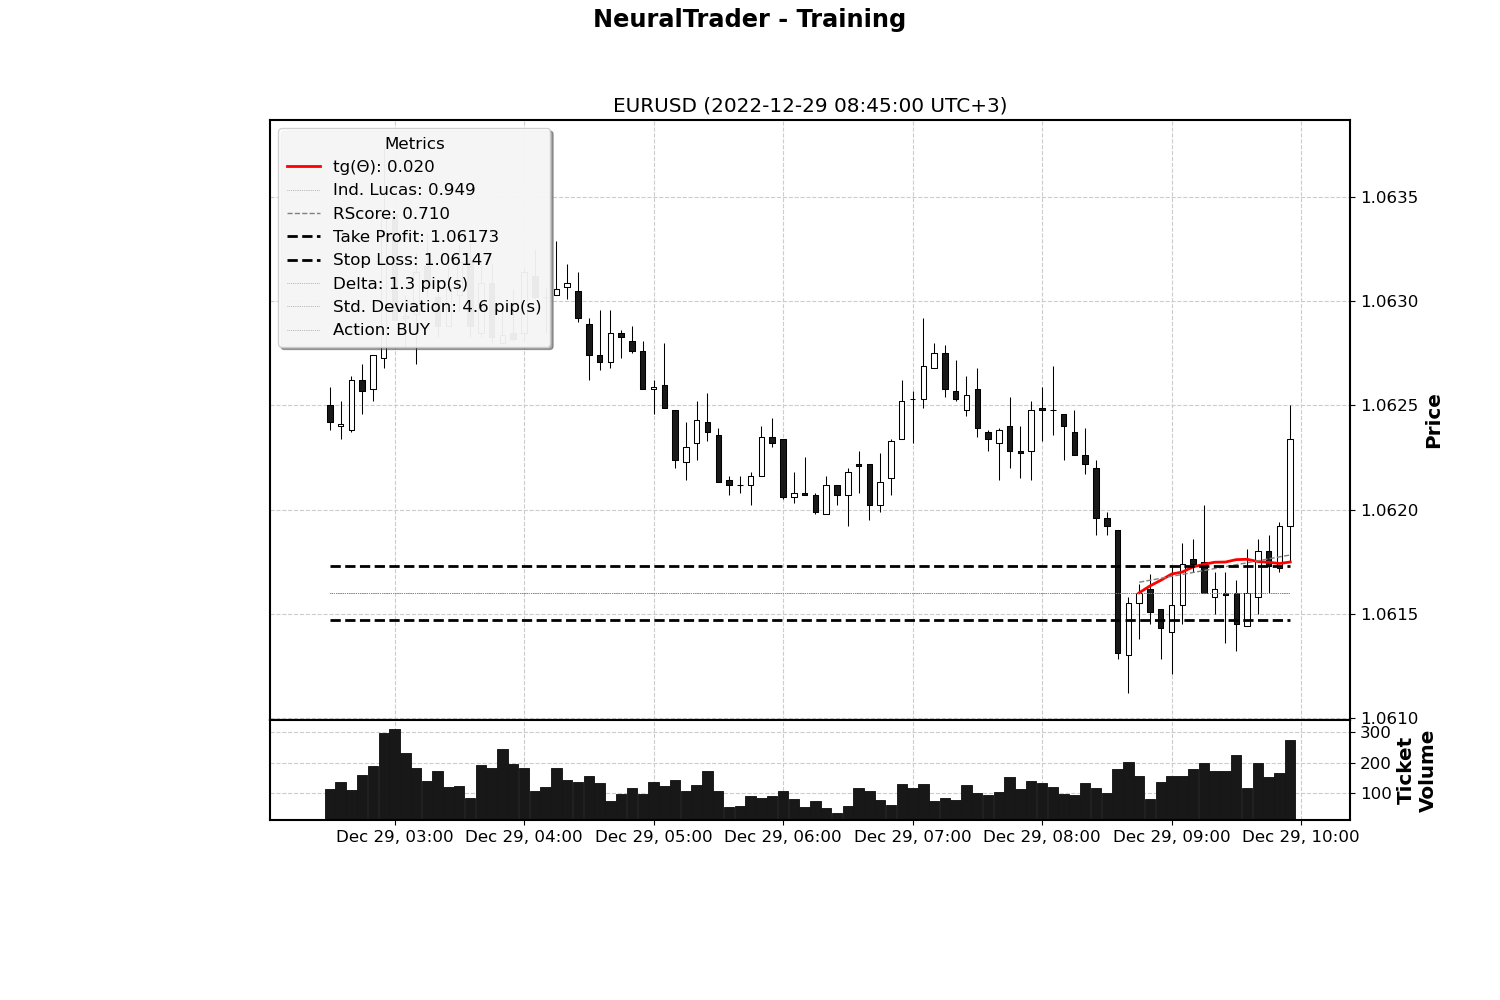 NeuralTrader - Training
EURUSD (2022-12-29 08:45:00 UTC+3)
Metrics
tg(Θ): 0.020
Ind. Lucas: 0.949
RScore: 0.710
Take Profit: 1.06173
Stop Loss: 1.06147
Delta: 1.3 pip(s)
Std. Deviation: 4.6 pip(s)
Action: BUY
1.0635
1.0630
1.0625
1.0620
1.0615
1.0610
Price
300
200
100
Ticket
Volume
Dec 29, 03:00
Dec 29, 04:00
Dec 29, 05:00
Dec 29, 06:00
Dec 29, 07:00
Dec 29, 08:00
Dec 29, 09:00
Dec 29, 10:00